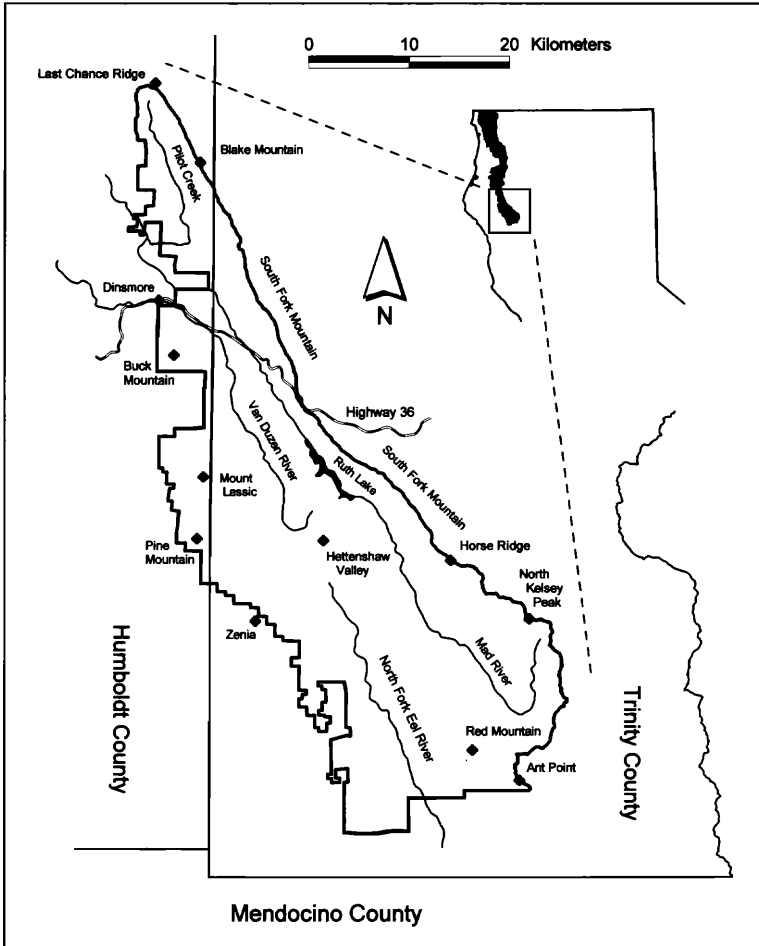 0 10 20 Kilometers
Last Chance Ridge
Blake Mountain
Pilot Creek
South Fork Mountain
N
Dinsmore
Buck
Mountain
Highway 36
Van Duzen River
Ruth Lake
South Fork Mountain
Mount
Lassic
Pine
Mountain
Hettenshaw
Valley
Horse Ridge
North
Kelsey
Peak
Zenia
Mad River
North Fork Eel River
Humboldt County
Trinity County
Red Mountain
Ant Point
Mendocino County